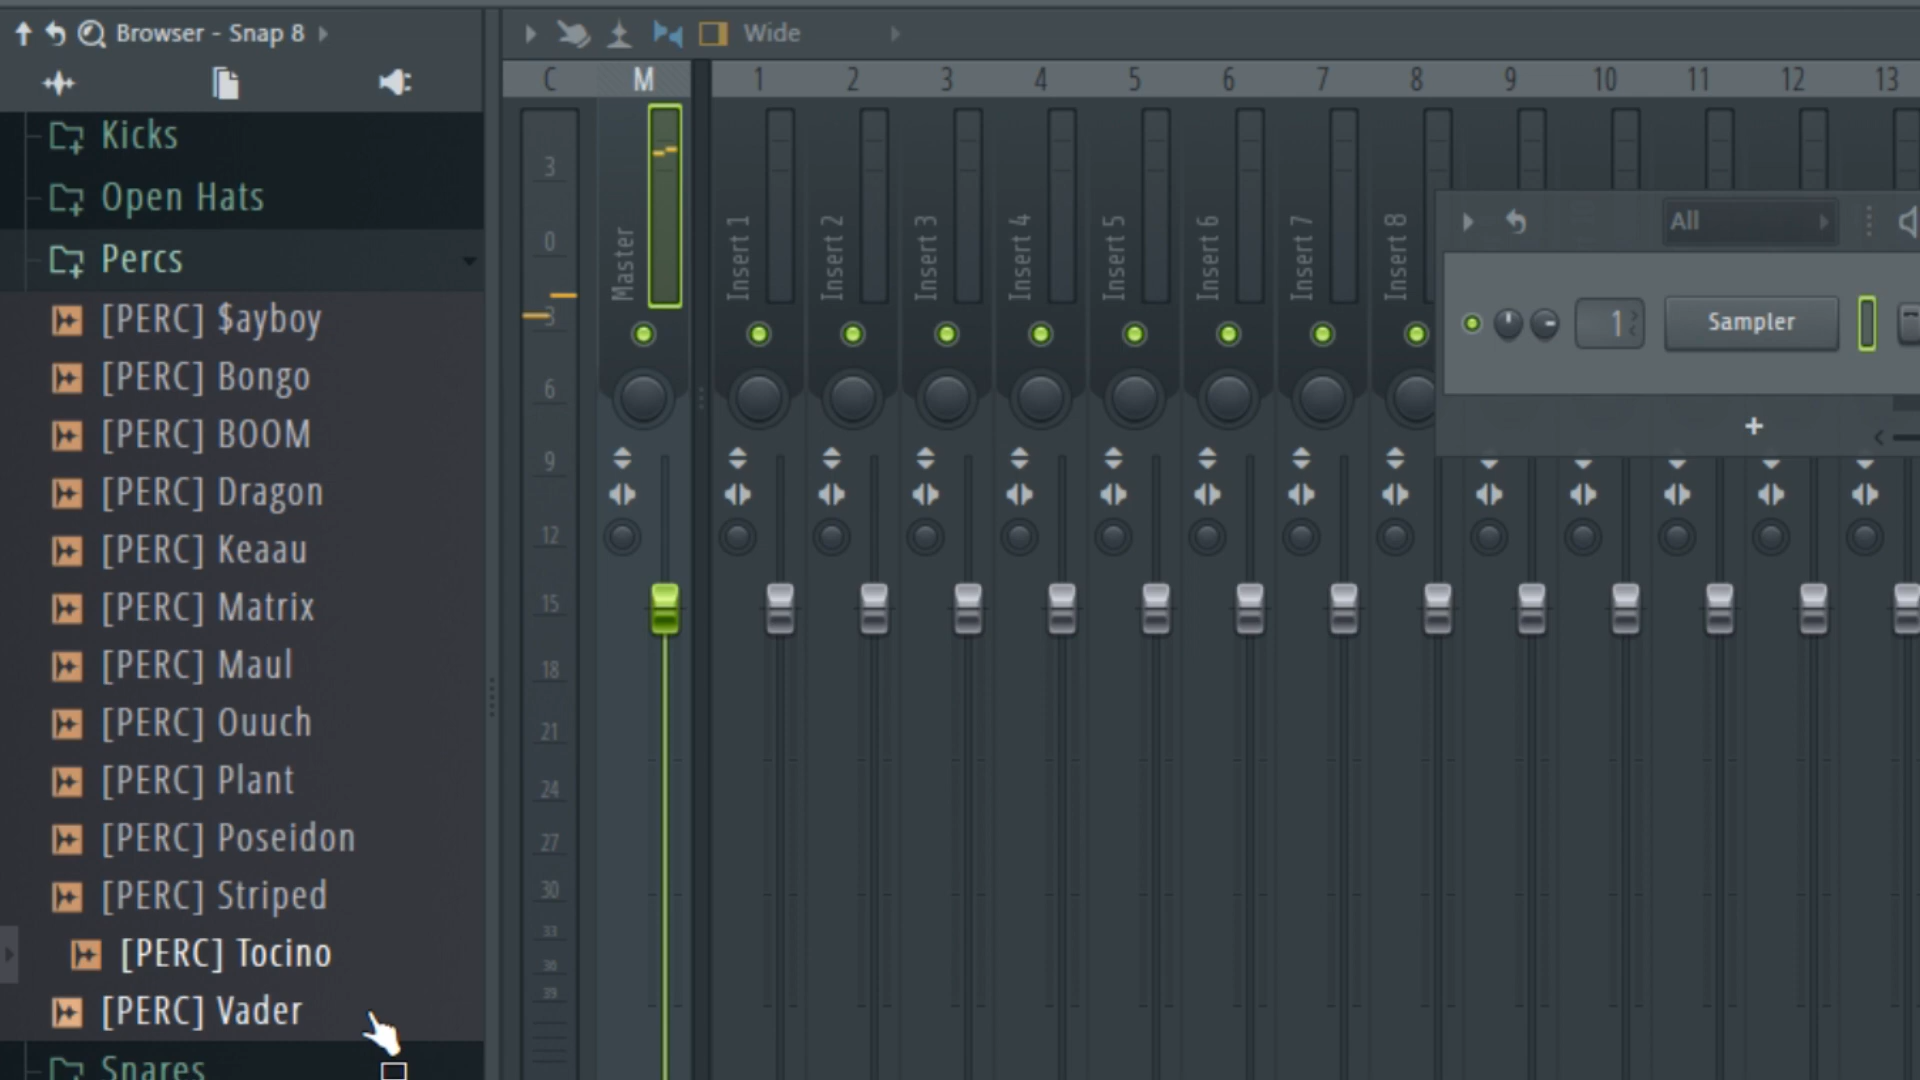 Browser - Snap 8
Wide
C M 1 2 3 4 5 6 7 8 9 10 11 12 13
Kicks
Open Hats
Percs
[PERC] $ayboy
[PERC] Bongo
[PERC] BOOM
[PERC] Dragon
[PERC] Keaau
[PERC] Matrix
[PERC] Maul
[PERC] Ouuch
[PERC] Plant
[PERC] Poseidon
[PERC] Striped
[PERC] Tocino
[PERC] Vader
Snares
3
0
3
6
9
12
15
18
21
24
27
30
33
36
39
Master
Insert 1
Insert 2
Insert 3
Insert 4
Insert 5
Insert 6
Insert 7
Insert 8
All
1 Sampler
+